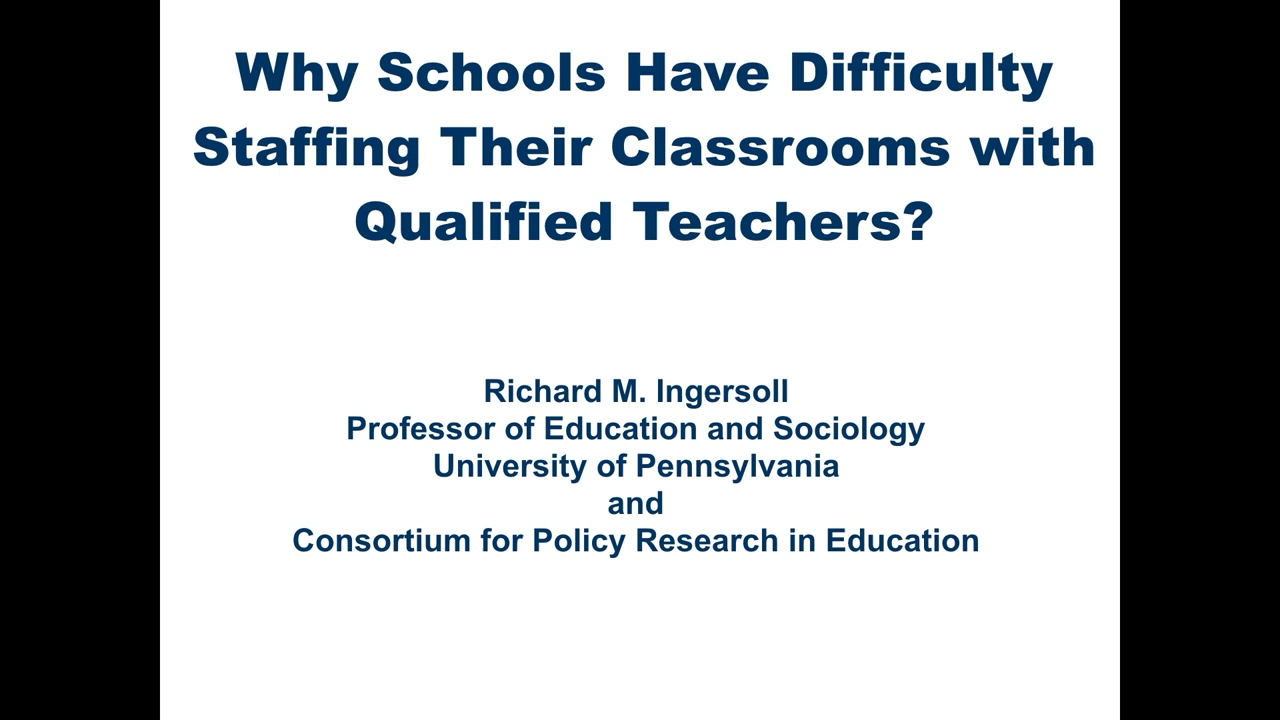 Why Schools Have Difficulty
Staffing Their Classrooms with
Qualified Teachers?
Richard M. Ingersoll
Professor of Education and Sociology
University of Pennsylvania
and
Consortium for Policy Research in Education